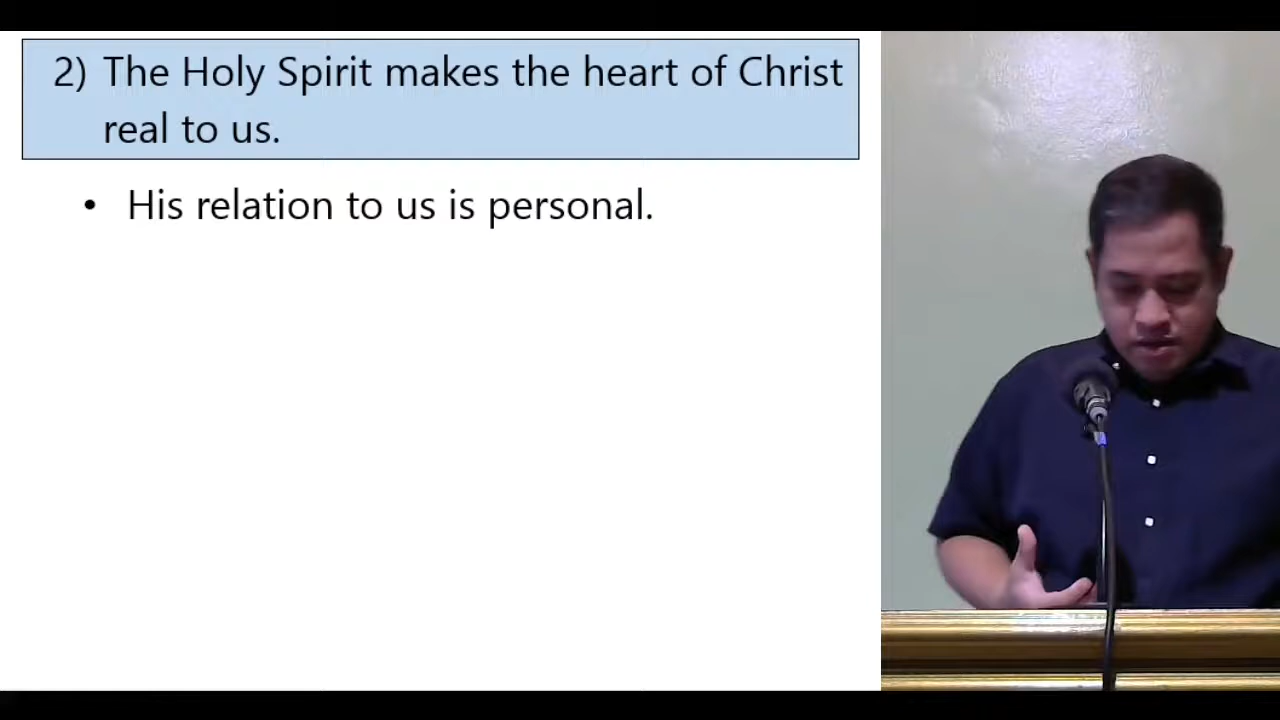 2) The Holy Spirit makes the heart of Christ
real to us.
• His relation to us is personal.